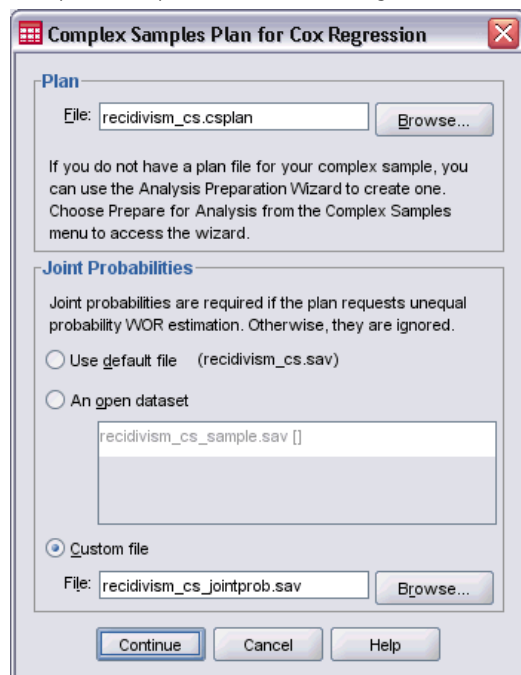 Complex Samples Plan for Cox Regression
Plan
File: recidivism_cs.csplan Browse...
If you do not have a plan file for your complex sample, you
can use the Analysis Preparation Wizard to create one.
Choose Prepare for Analysis from the Complex Samples
menu to access the wizard.
Joint Probabilities
Joint probabilities are required if the plan requests unequal
probability WOR estimation. Otherwise, they are ignored.
Use default file (recidivism_cs.sav)
An open dataset
recidivism_cs_sample.sav []
Custom file
File: recidivism_cs_jointprob.sav Browse...
Continue Cancel Help